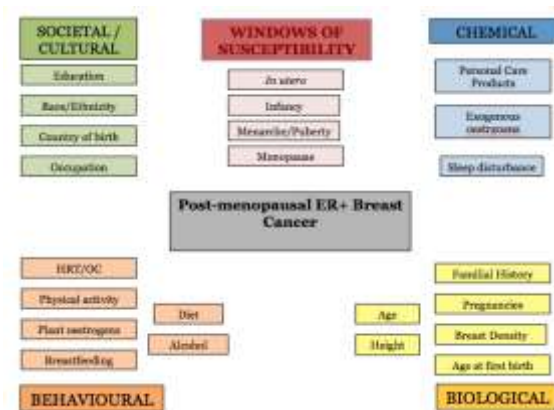 SOCIETAL /
CULTURAL
Education
Race/Ethnicity
Country of birth
Occupation
WINDOWS OF
SUSCEPTIBILITY
In utero
Infancy
Menarche/Puberty
Menopause
CHEMICAL
Personal Care
Products
Exogenous
oestrogens
Sleep disturbance
Post-menopausal ER+ Breast
Cancer
HRT/OC
Physical activity
Plant oestrogens
Breastfeeding
Diet
Alcohol
BEHAVIOURAL
Age
Height
Familial History
Pregnancies
Breast Density
Age at first birth
BIOLOGICAL